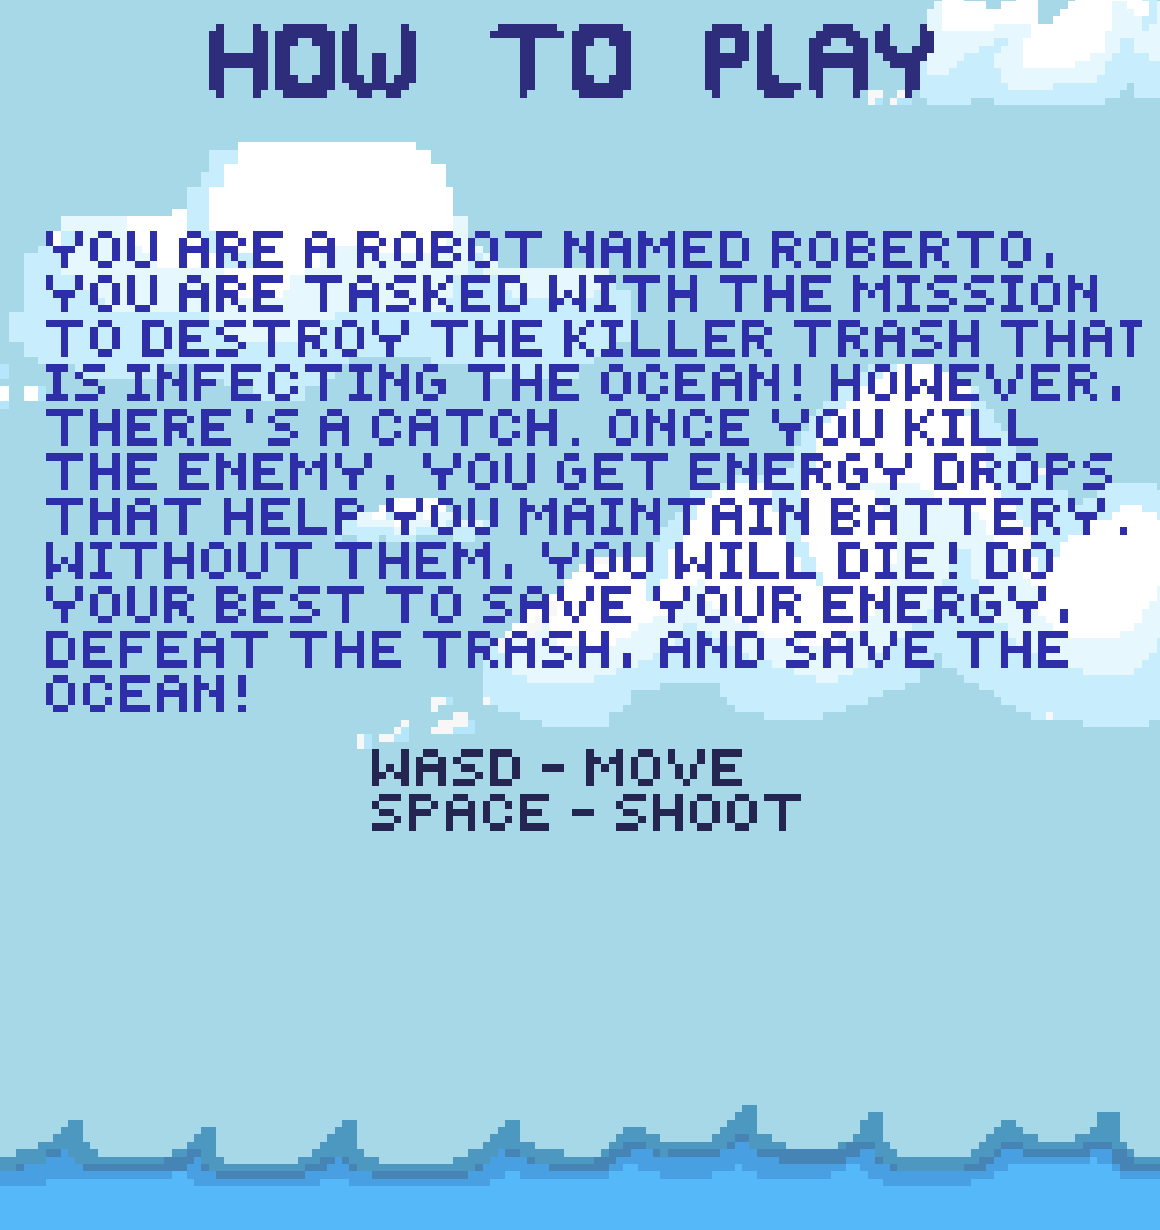 HOW TO PLAY
YOU ARE A ROBOT NAMED ROBERTO,
YOU ARE TASKED WITH THE MISSION
TO DESTROY THE KILLER TRASH THAT
IS INFECTING THE OCEAN! HOWEVER,
THERE'S A CATCH. ONCE YOU KILL
THE ENEMY, YOU GET ENERGY DROPS
THAT HELP YOU MAINTAIN BATTERY.
WITHOUT THEM, YOU WILL DIE! DO
YOUR BEST TO SAVE YOUR ENERGY,
DEFEAT THE TRASH, AND SAVE THE
OCEAN!
WASD - MOVE
SPACE - SHOOT